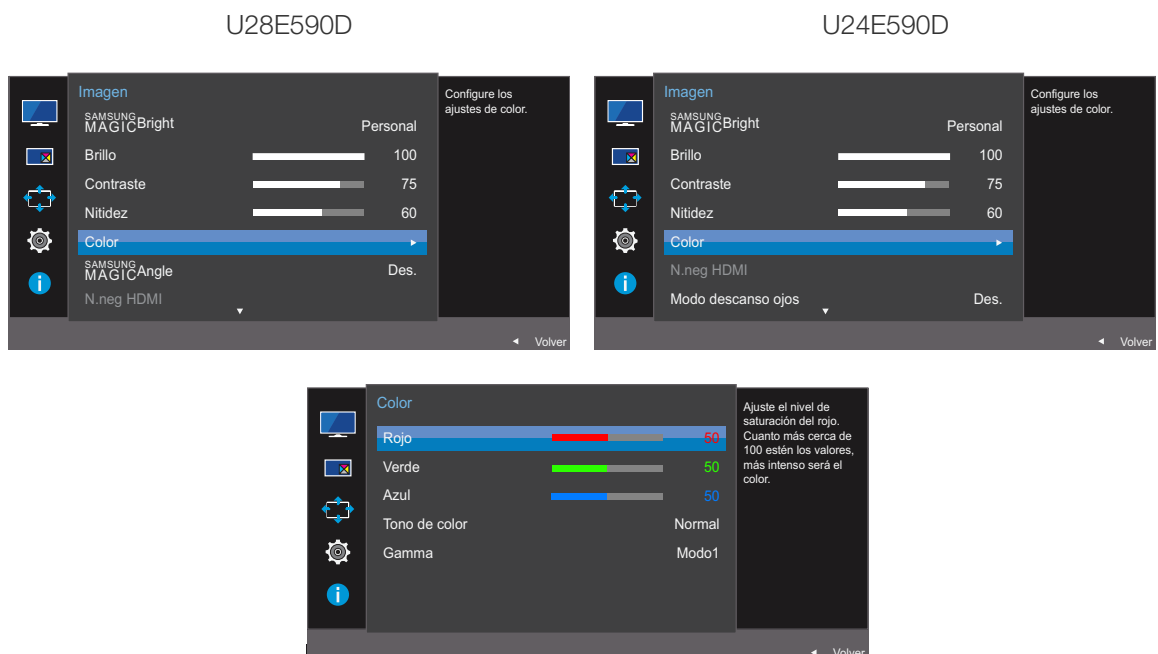 U28E590D
U24E590D
Imagen
SAMSUNG
MAGICBright Personal
Brillo 100
Contraste 75
Nitidez 60
Color
SAMSUNG
MAGICAngle Des.
N.neg HDMI
Configure los
ajustes de color.
Volver
Imagen
SAMSUNG
MAGICBright Personal
Brillo 100
Contraste 75
Nitidez 60
Color
N.neg HDMI
Modo descanso ojos Des.
Configure los
ajustes de color.
Volver
Color
Rojo 50
Verde 50
Azul 50
Tono de color Normal
Gamma Modo1
Ajuste el nivel de
saturación del rojo.
Cuanto más cerca de
100 estén los valores,
más intenso será el
color.
Volver